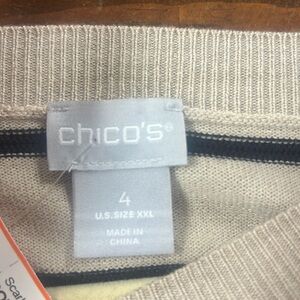 chico's®
4
U.S. SIZE XXL
MADE IN
CHINA